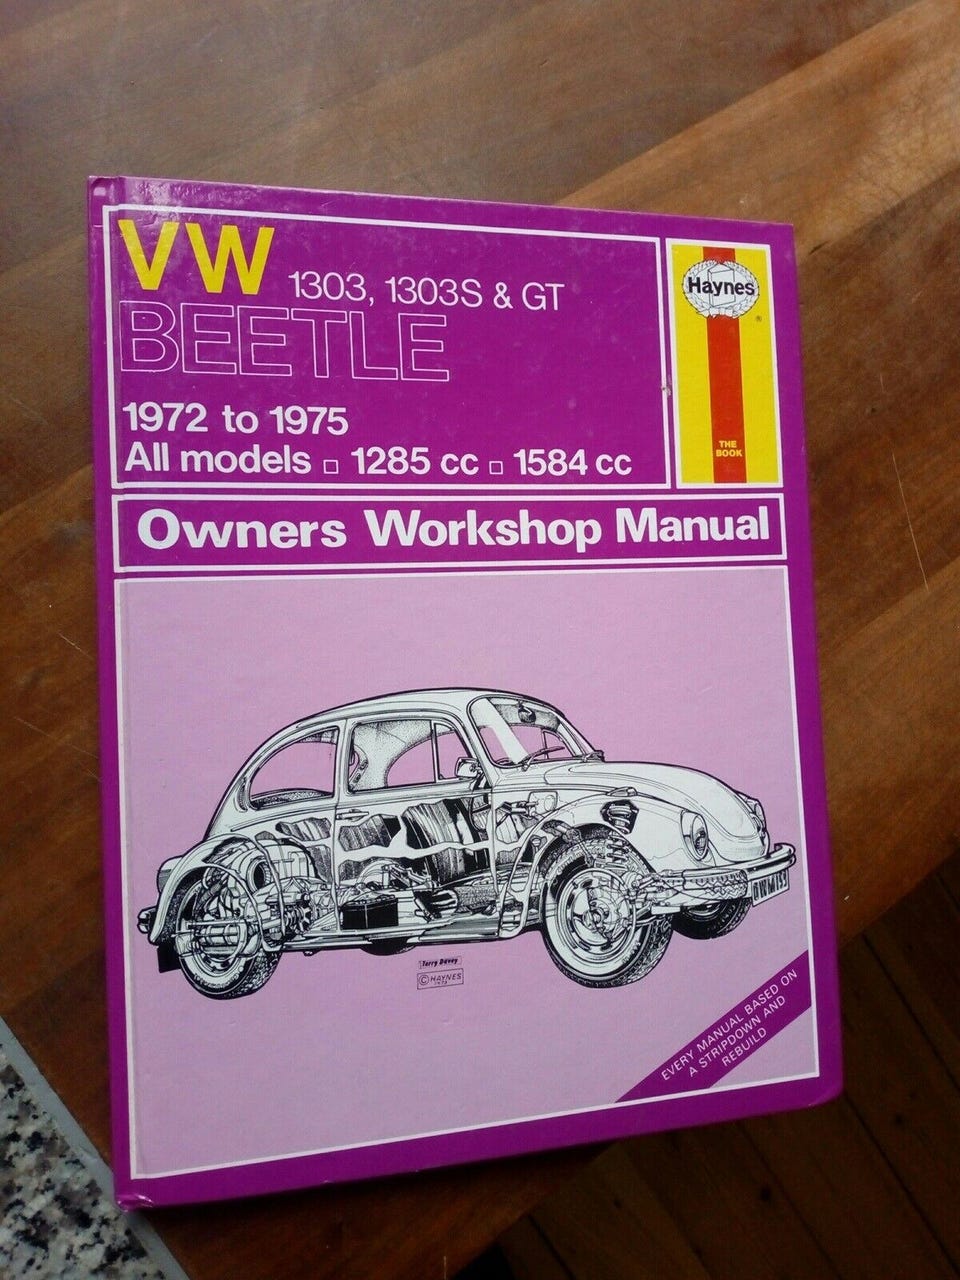 VW 1303, 1303S & GT
BEETLE
1972 to 1975
All models ▫ 1285 cc ▫ 1584 cc
Haynes
®
THE
BOOK
Owners Workshop Manual
Terry Davey
© HAYNES
EVERY MANUAL BASED ON
A STRIPDOWN AND
REBUILD